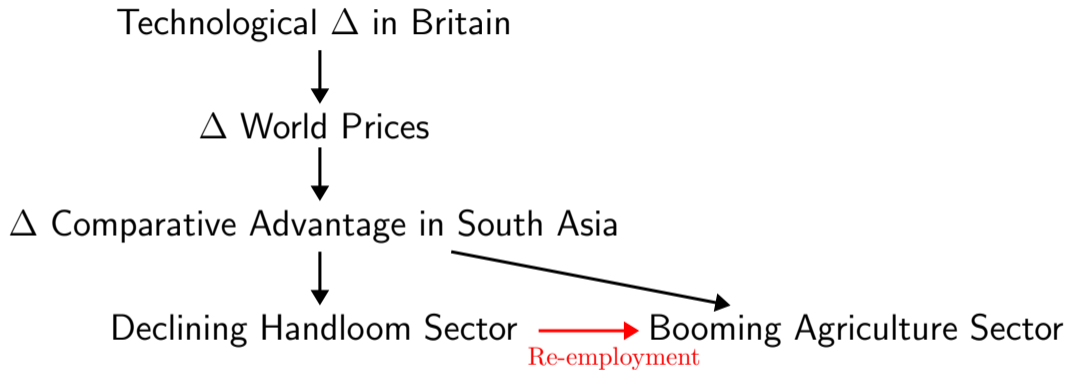 Technological Δ in Britain
Δ World Prices
Δ Comparative Advantage in South Asia
Declining Handloom Sector
Booming Agriculture Sector
Re-employment